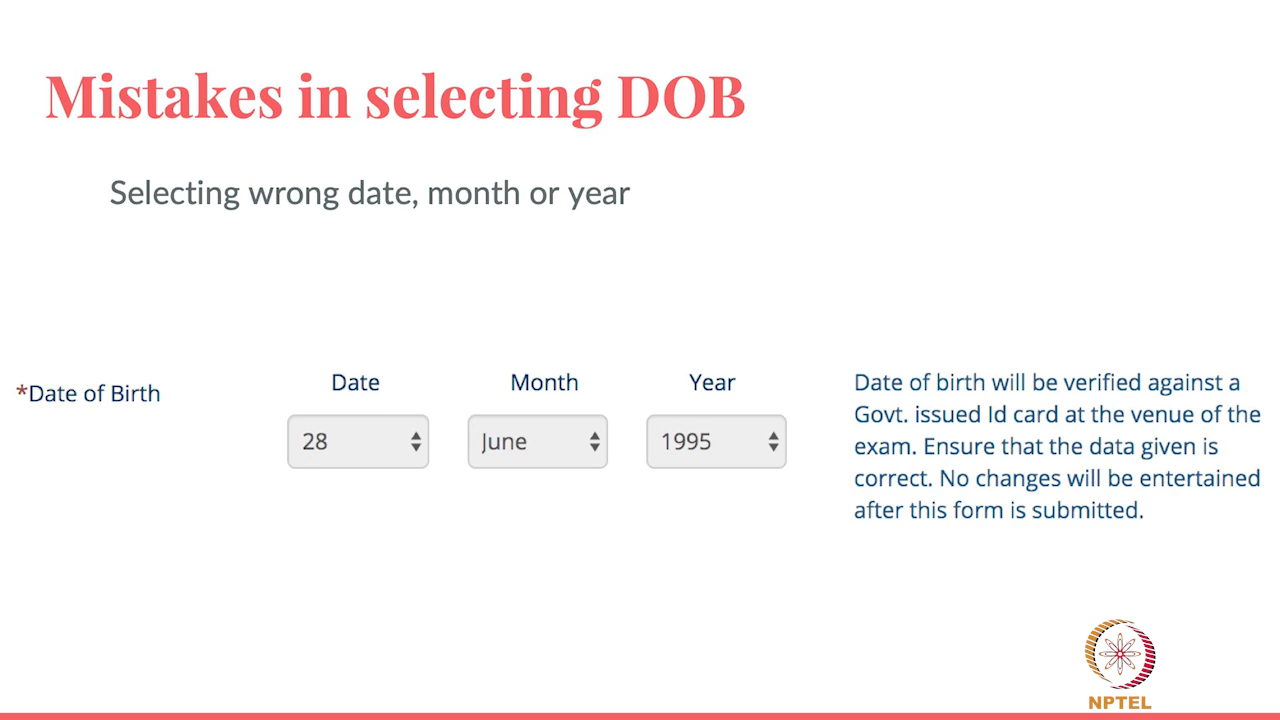 Mistakes in selecting DOB
Selecting wrong date, month or year
*Date of Birth
Date
Month
Year
28
June
1995
Date of birth will be verified against a
Govt. issued Id card at the venue of the
exam. Ensure that the data given is
correct. No changes will be entertained
after this form is submitted.
NPTEL